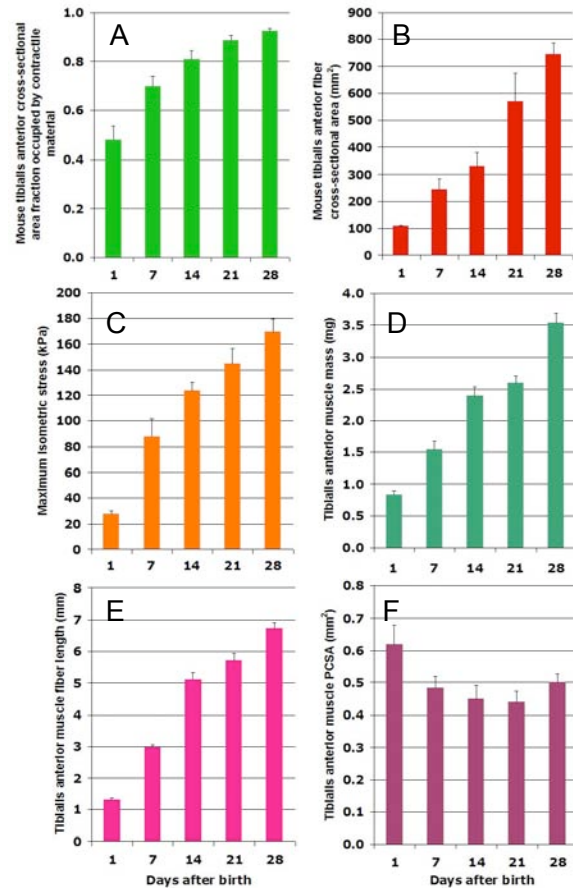 A
Mouse tibialis anterior cross-sectional
area fraction occupied by contractile
material
1.0
0.8
0.6
0.4
0.2
0.0
1 7 14 21 28
B
Mouse tibialis anterior fiber
cross-sectional area (mm²)
900
800
700
600
500
400
300
200
100
0
1 7 14 21 28
C
Maximum isometric stress (kPa)
200
180
160
140
120
100
80
60
40
20
0
1 7 14 21 28
D
Tibialis anterior muscle mass (mg)
4.0
3.5
3.0
2.5
2.0
1.5
1.0
0.5
0.0
1 7 14 21 28
E
Tibialis anterior muscle fiber length (mm)
8
7
6
5
4
3
2
1
0
1 7 14 21 28
Days after birth
F
Tibialis anterior muscle PCSA (mm²)
0.8
0.7
0.6
0.5
0.4
0.3
0.2
0.1
0.0
1 7 14 21 28
Days after birth